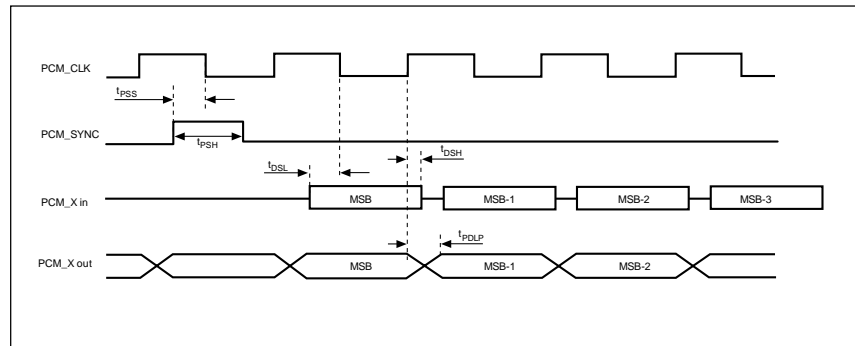 PCM_CLK
tPSS
PCM_SYNC
tPSH
tDSL
tDSH
PCM_X in
MSB MSB-1 MSB-2 MSB-3
tPDLP
PCM_X out
MSB MSB-1 MSB-2